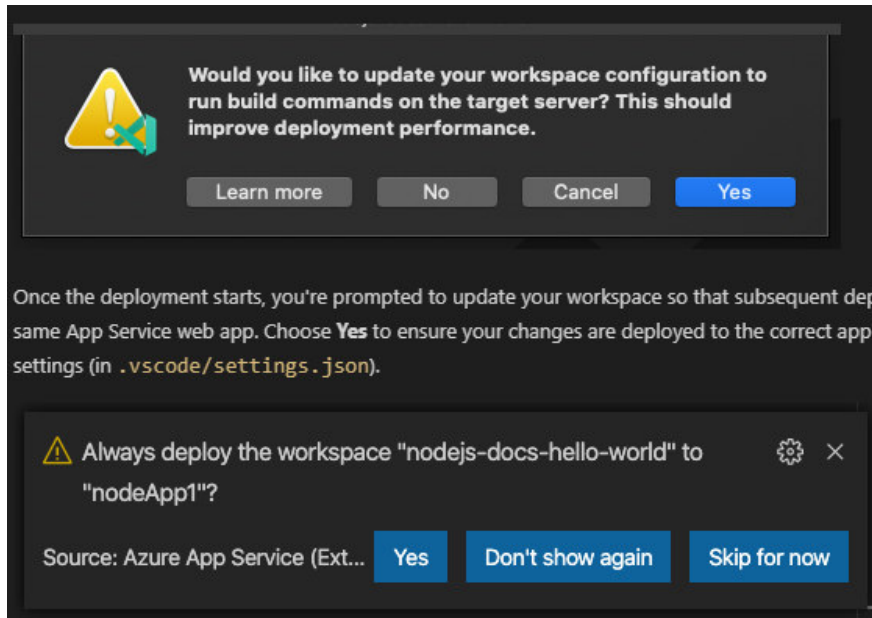 Would you like to update your workspace configuration to
run build commands on the target server? This should
improve deployment performance.
Learn more No Cancel Yes
Once the deployment starts, you're prompted to update your workspace so that subsequent dep
same App Service web app. Choose Yes to ensure your changes are deployed to the correct app
settings (in .vscode/settings.json).
Always deploy the workspace "nodejs-docs-hello-world" to
"nodeApp1"?
Source: Azure App Service (Ext... Yes Don't show again Skip for now